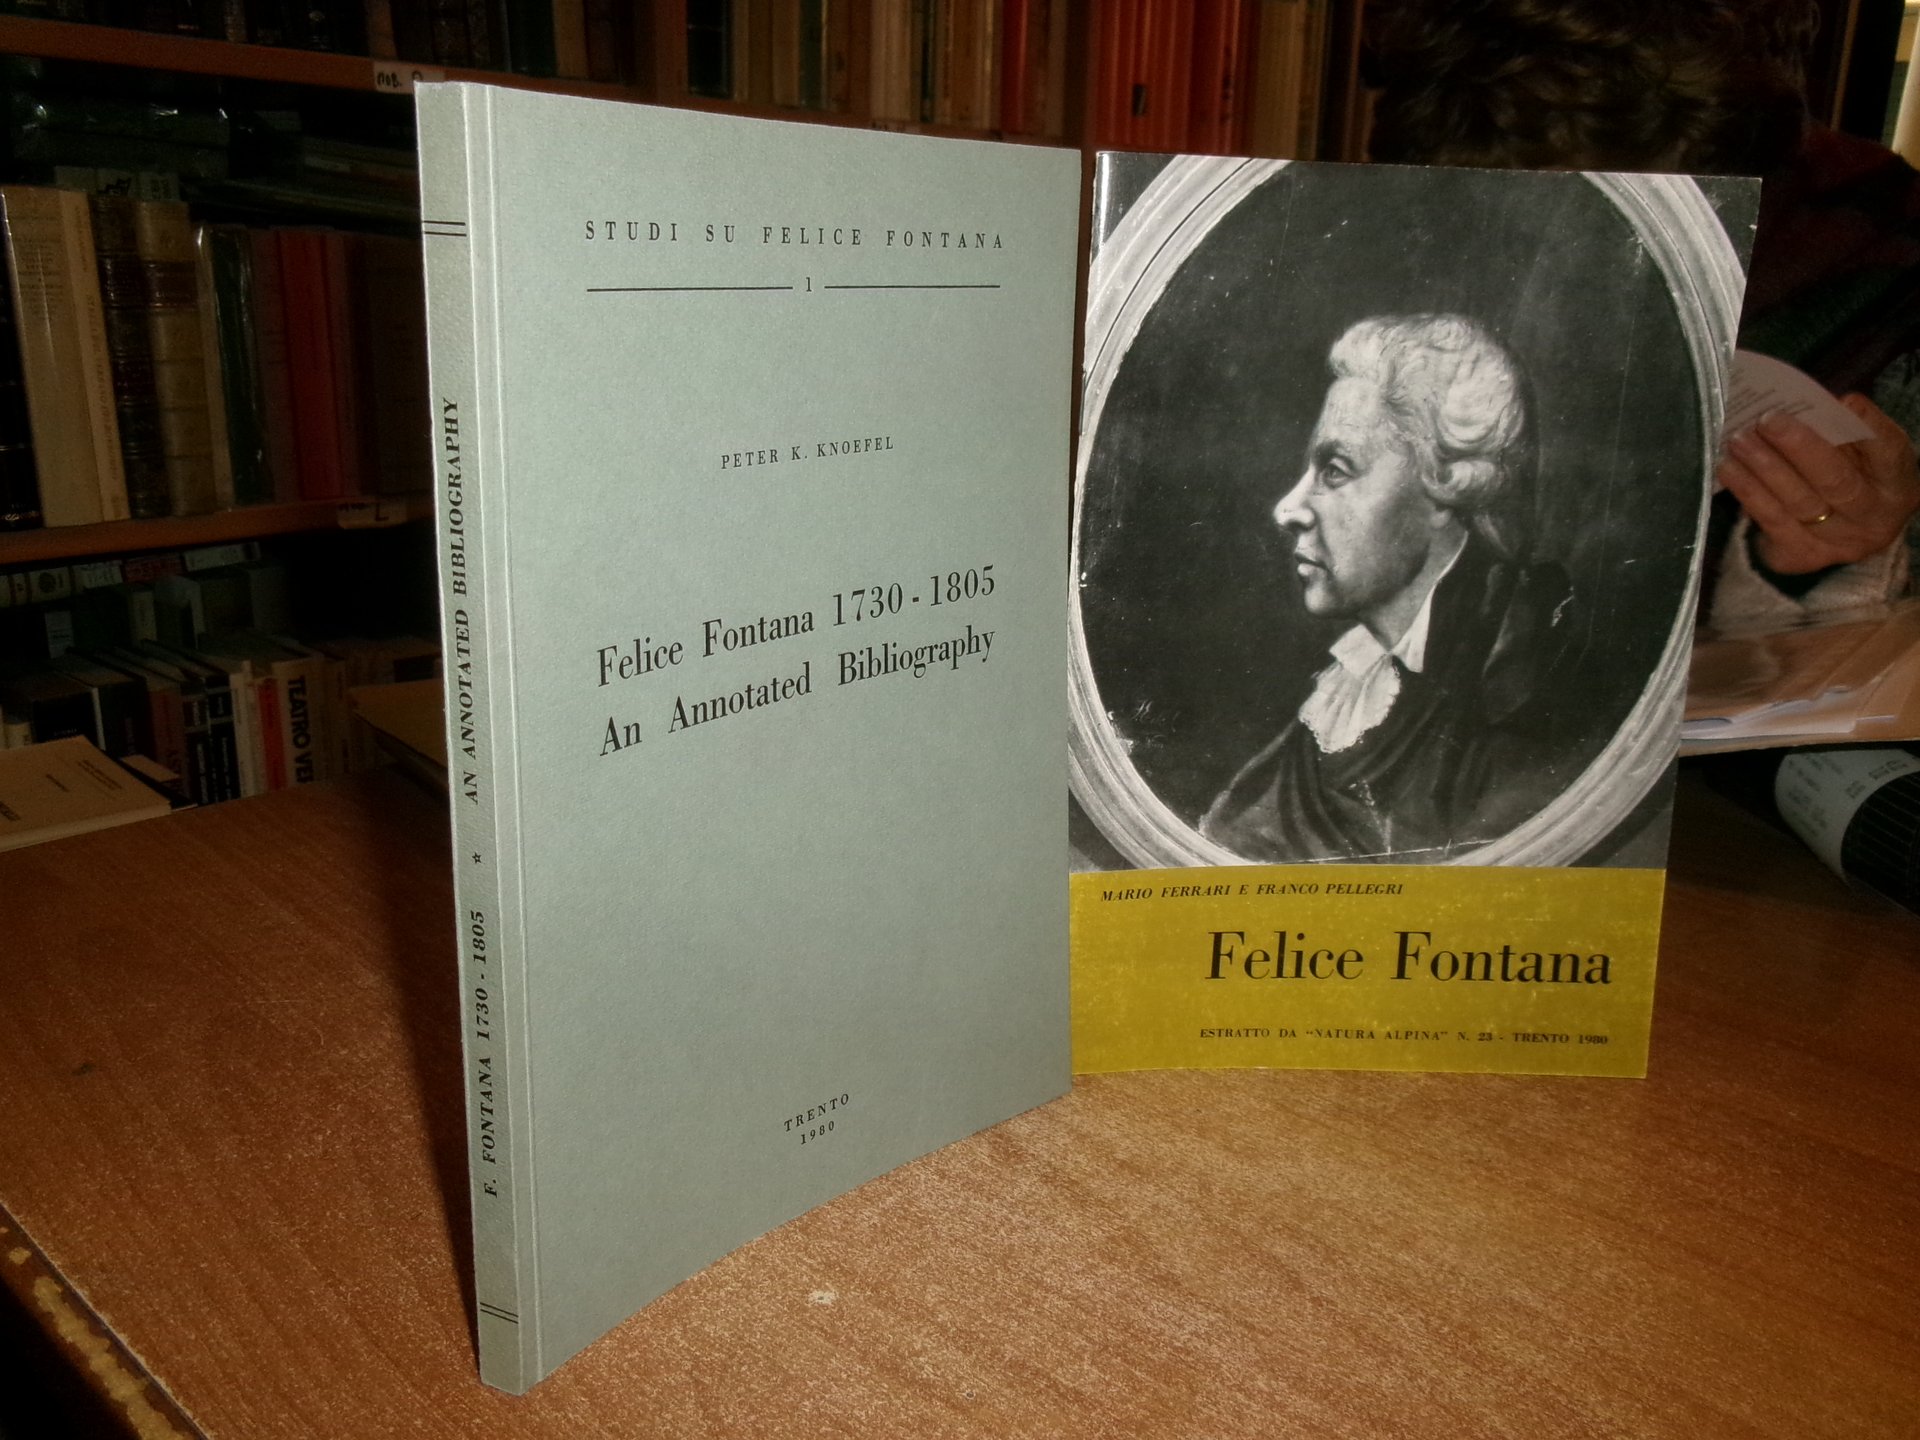 STUDI SU FELICE FONTANA
1
PETER K. KNOEFEL
Felice Fontana 1730 - 1805
An Annotated Bibliography
TRENTO
1980
F. FONTANA 1730 - 1805 ☆ AN ANNOTATED BIBLIOGRAPHY
MARIO FERRARI E FRANCO PELLEGRI
Felice Fontana
ESTRATTO DA "NATURA ALPINA" N. 23 - TRENTO 1980
TEATRO